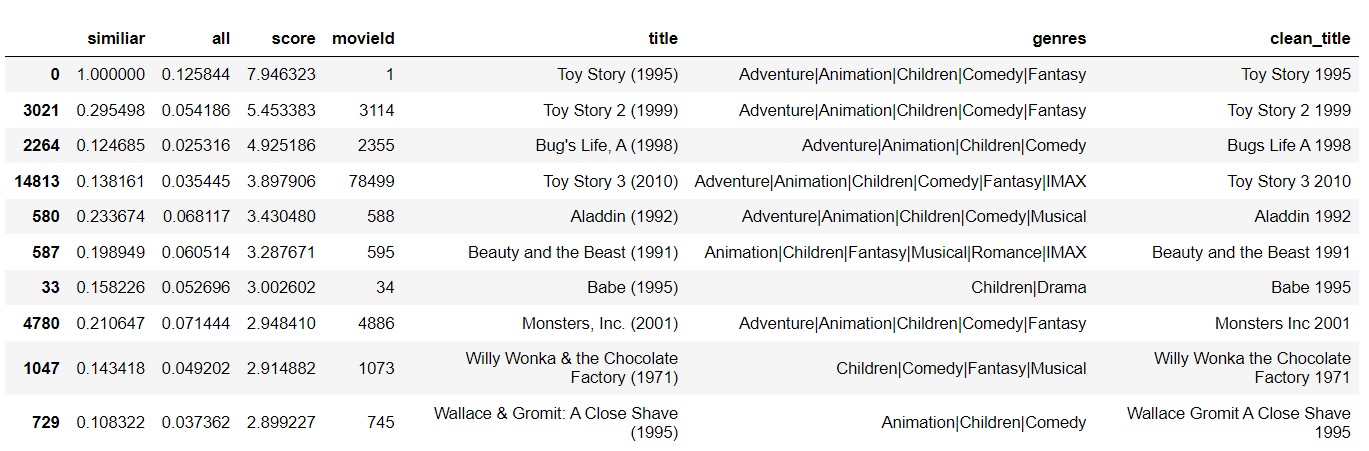 similiar all score movieId title genres clean_title
0 1.000000 0.125844 7.946323 1 Toy Story (1995) Adventure|Animation|Children|Comedy|Fantasy Toy Story 1995
3021 0.295498 0.054186 5.453383 3114 Toy Story 2 (1999) Adventure|Animation|Children|Comedy|Fantasy Toy Story 2 1999
2264 0.124685 0.025316 4.925186 2355 Bug's Life, A (1998) Adventure|Animation|Children|Comedy Bugs Life A 1998
14813 0.138161 0.035445 3.897906 78499 Toy Story 3 (2010) Adventure|Animation|Children|Comedy|Fantasy|IMAX Toy Story 3 2010
580 0.233674 0.068117 3.430480 588 Aladdin (1992) Adventure|Animation|Children|Comedy|Musical Aladdin 1992
587 0.198949 0.060514 3.287671 595 Beauty and the Beast (1991) Animation|Children|Fantasy|Musical|Romance|IMAX Beauty and the Beast 1991
33 0.158226 0.052696 3.002602 34 Babe (1995) Children|Drama Babe 1995
4780 0.210647 0.071444 2.948410 4886 Monsters, Inc. (2001) Adventure|Animation|Children|Comedy|Fantasy Monsters Inc 2001
1047 0.143418 0.049202 2.914882 1073 Willy Wonka & the Chocolate Factory (1971) Children|Comedy|Fantasy|Musical Willy Wonka the Chocolate Factory 1971
729 0.108322 0.037362 2.899227 745 Wallace & Gromit: A Close Shave (1995) Animation|Children|Comedy Wallace Gromit A Close Shave 1995